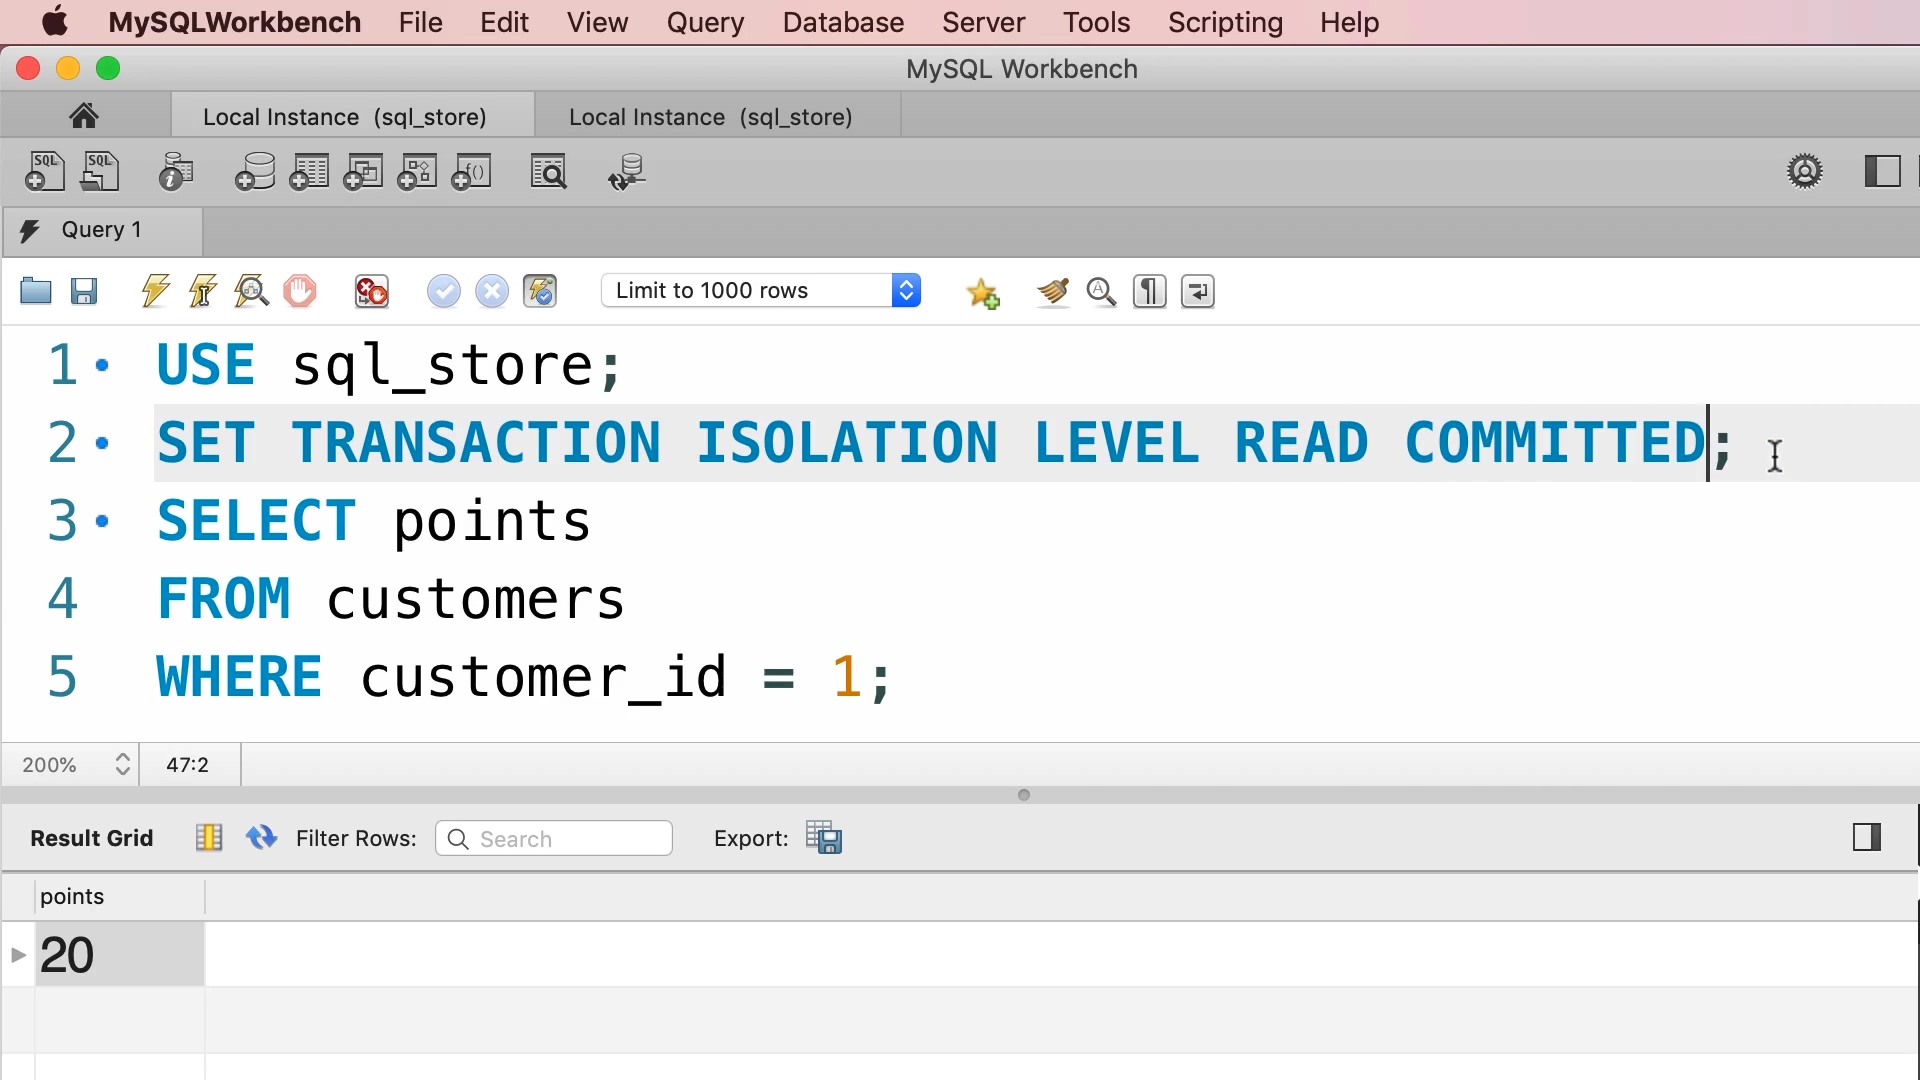 MySQLWorkbench File Edit View Query Database Server Tools Scripting Help
MySQL Workbench
Local Instance (sql_store) Local Instance (sql_store)
Query 1
Limit to 1000 rows
1 USE sql_store;
2 SET TRANSACTION ISOLATION LEVEL READ COMMITTED;
3 SELECT points
4 FROM customers
5 WHERE customer_id = 1;
200% 47:2
Result Grid Filter Rows: Search Export:
points
20